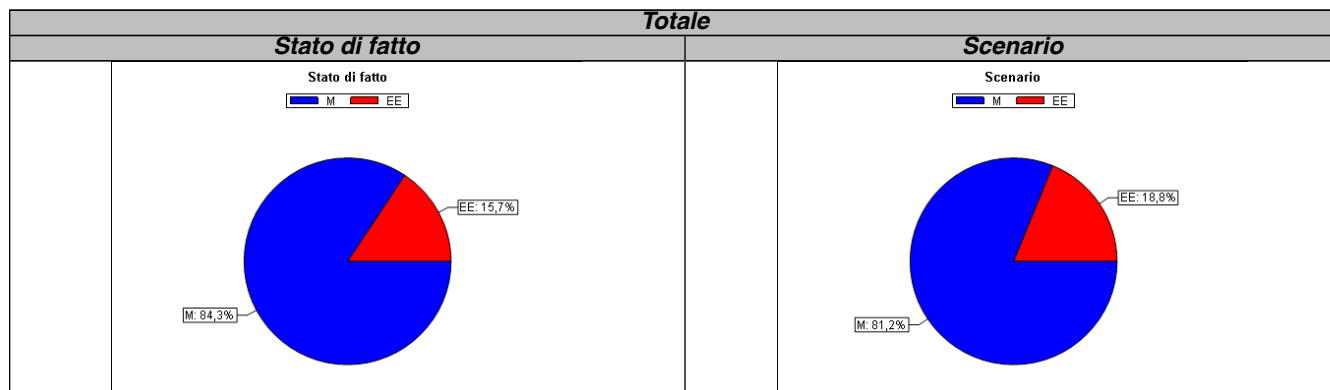 Totale
Stato di fatto
Scenario
Stato di fatto
M EE
EE: 15,7%
M: 84,3%
Scenario
M EE
EE: 18,8%
M: 81,2%